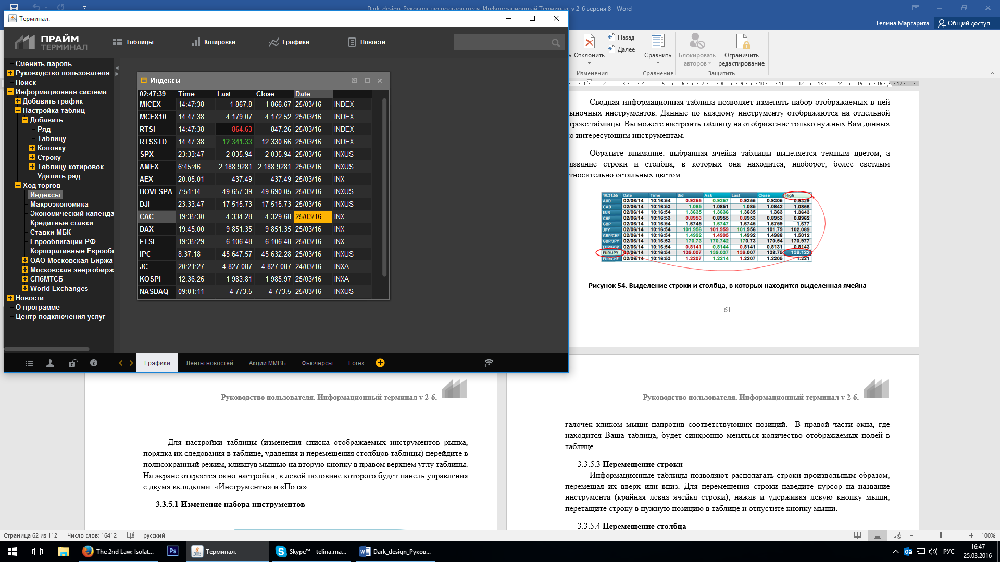 Dark_design_Руководство пользователя. Информационный Терминал_v 2-6 версия 8 - Word
Телина Маргарита
Общий доступ
Терминал.
ПРАЙМ
ТЕРМИНАЛ
Таблицы
Котировки
Графики
Новости
Отклонить
Назад
Далее
Изменения
Сравнить
Сравнение
Блокировать
авторов
Ограничить
редактирование
Защитить
1 2 3 4 5 6 7 8 9 10 11 12 13 14 15 16 17
Сменить пароль
Руководство пользователя
Поиск
Информационная система
Добавить график
Настройка таблиц
Добавить
Ряд
Таблицу
Колонку
Строку
Таблицу котировок
Удалить ряд
Ход торгов
Индексы
Макроэкономика
Экономический календа
Кредитные ставки
Ставки МБК
Еврооблигации РФ
Корпоративные Евробл
ОАО Московская Биржа
Московская энергобирж
СПбМТСБ
World Exchanges
Новости
О программе
Центр подключения услуг
Индексы
02:47:39 Time Last Close Date
MICEX 14:47:38 1 867.8 1 866.67 25/03/16 INDEX
MCEX10 14:47:38 4 179.07 4 172.52 25/03/16 INDEX
RTSI 14:47:38 864.63 847.26 25/03/16 INDEX
RTSSTD 14:47:38 12 341.33 12 330.66 25/03/16 INDEX
SPX 23:33:47 2 035.94 2 035.94 25/03/16 INXUS
AMEX 6:45:46 2 188.9281 2 188.9281 25/03/16 INXUS
AEX 20:05:01 437.49 437.49 25/03/16 INX
BOVESPA 7:51:14 49 657.39 49 690.05 25/03/16 INXUS
DJI 23:33:47 17 515.73 17 515.73 25/03/16 INXUS
CAC 19:35:30 4 334.28 4 329.68 25/03/16 INX
DAX 19:45:00 9 851.35 9 851.35 25/03/16 INX
FTSE 19:35:29 6 106.48 6 106.48 25/03/16 INX
IPC 8:37:18 45 647.57 45 632.28 25/03/16 INXUS
JC 20:21:27 4 827.087 4 827.087 24/03/16 INXA
KOSPI 12:36:26 1 983.81 1 985.97 25/03/16 INXA
NASDAQ 09:01:11 4 773.5 4 773.5 25/03/16 INXUS
Графики
Ленты новостей
Акции ММВБ
Фьючерсы
Forex
1
Сводная информационная таблица позволяет изменять набор отображаемых в ней
ыночных инструментов. Данные по каждому инструменту отображаются на отдельной
троке таблицы. Вы можете настроить таблицу на отображение только нужных Вам данных
о интересующим инструментам.
Обратите внимание: выбранная ячейка таблицы выделяется темным цветом, а
азвание строки и столбца, в которых она находится, наоборот, более светлым
тносительно остальных цветом.
10:31:55 Date Time Bid Ask Last Close High
AUD 02/06/14 10:16:54 0.9255 0.9257 0.9255 0.9305 0.9329
CAD 02/06/14 10:16:53 1.085 1.0851 1.085 1.0842 1.0856
EUR 02/06/14 10:16:54 1.3635 1.3636 1.3635 1.363 1.3643
CHF 02/06/14 10:16:53 0.8953 0.8955 0.8953 0.8953 0.8962
GBP 02/06/14 10:16:54 1.6745 1.6747 1.6745 1.6759 1.677
JPY 02/06/14 10:16:54 101.956 101.959 101.956 101.79 102.089
GBP/CHF 02/06/14 10:16:54 1.4992 1.4995 1.4992 1.4988 1.5012
GBP/JPY 02/06/14 10:16:53 170.73 170.742 170.73 170.54 170.977
EUR/GBP 02/06/14 10:16:54 0.8141 0.8144 0.8141 0.8131 0.8143
EUR/JPY 02/06/14 10:16:54 139.007 139.037 139.007 138.75 139.122
EUR/CHF 02/06/14 10:16:53 1.2207 1.2214 1.2207 1.2205 1.221
Рисунок 54. Выделение строки и столбца, в которых находится выделенная ячейка
61
Руководство пользователя. Информационный терминал v 2-6.
Для настройки таблицы (изменения списка отображаемых инструментов рынка,
порядка их следования в таблице, удаления и перемещения столбцов таблицы) перейдите в
полноэкранный режим, кликнув мышью на вторую кнопку в правом верхнем углу таблицы.
На экране откроется окно настройки, в левой половине которого будет панель управления
с двумя вкладками: «Инструменты» и «Поля».
3.3.5.1 Изменение набора инструментов
Руководство пользователя. Информационный терминал v 2-6.
галочек кликом мыши напротив соответствующих позиций. В правой части окна, где
находится Ваша таблица, будет синхронно меняться количество отображаемых полей в
таблице.
3.3.5.3 Перемещение строки
Информационные таблицы позволяют располагать строки произвольным образом,
перемещая их вверх или вниз. Для перемещения строки наведите курсор на название
инструмента (крайняя левая ячейка строки), нажав и удерживая левую кнопку мыши,
перетащите строку в нужную позицию в таблице и отпустите кнопку мыши.
3.3.5.4 Перемещение столбца
Страница 62 из 112
Число слов: 16412
русский
100%
The 2nd Law: Isolat...
Ps
Терминал.
Skype™ - telina.ma...
Dark_design_Руков...
РУС
16:47
25.03.2016